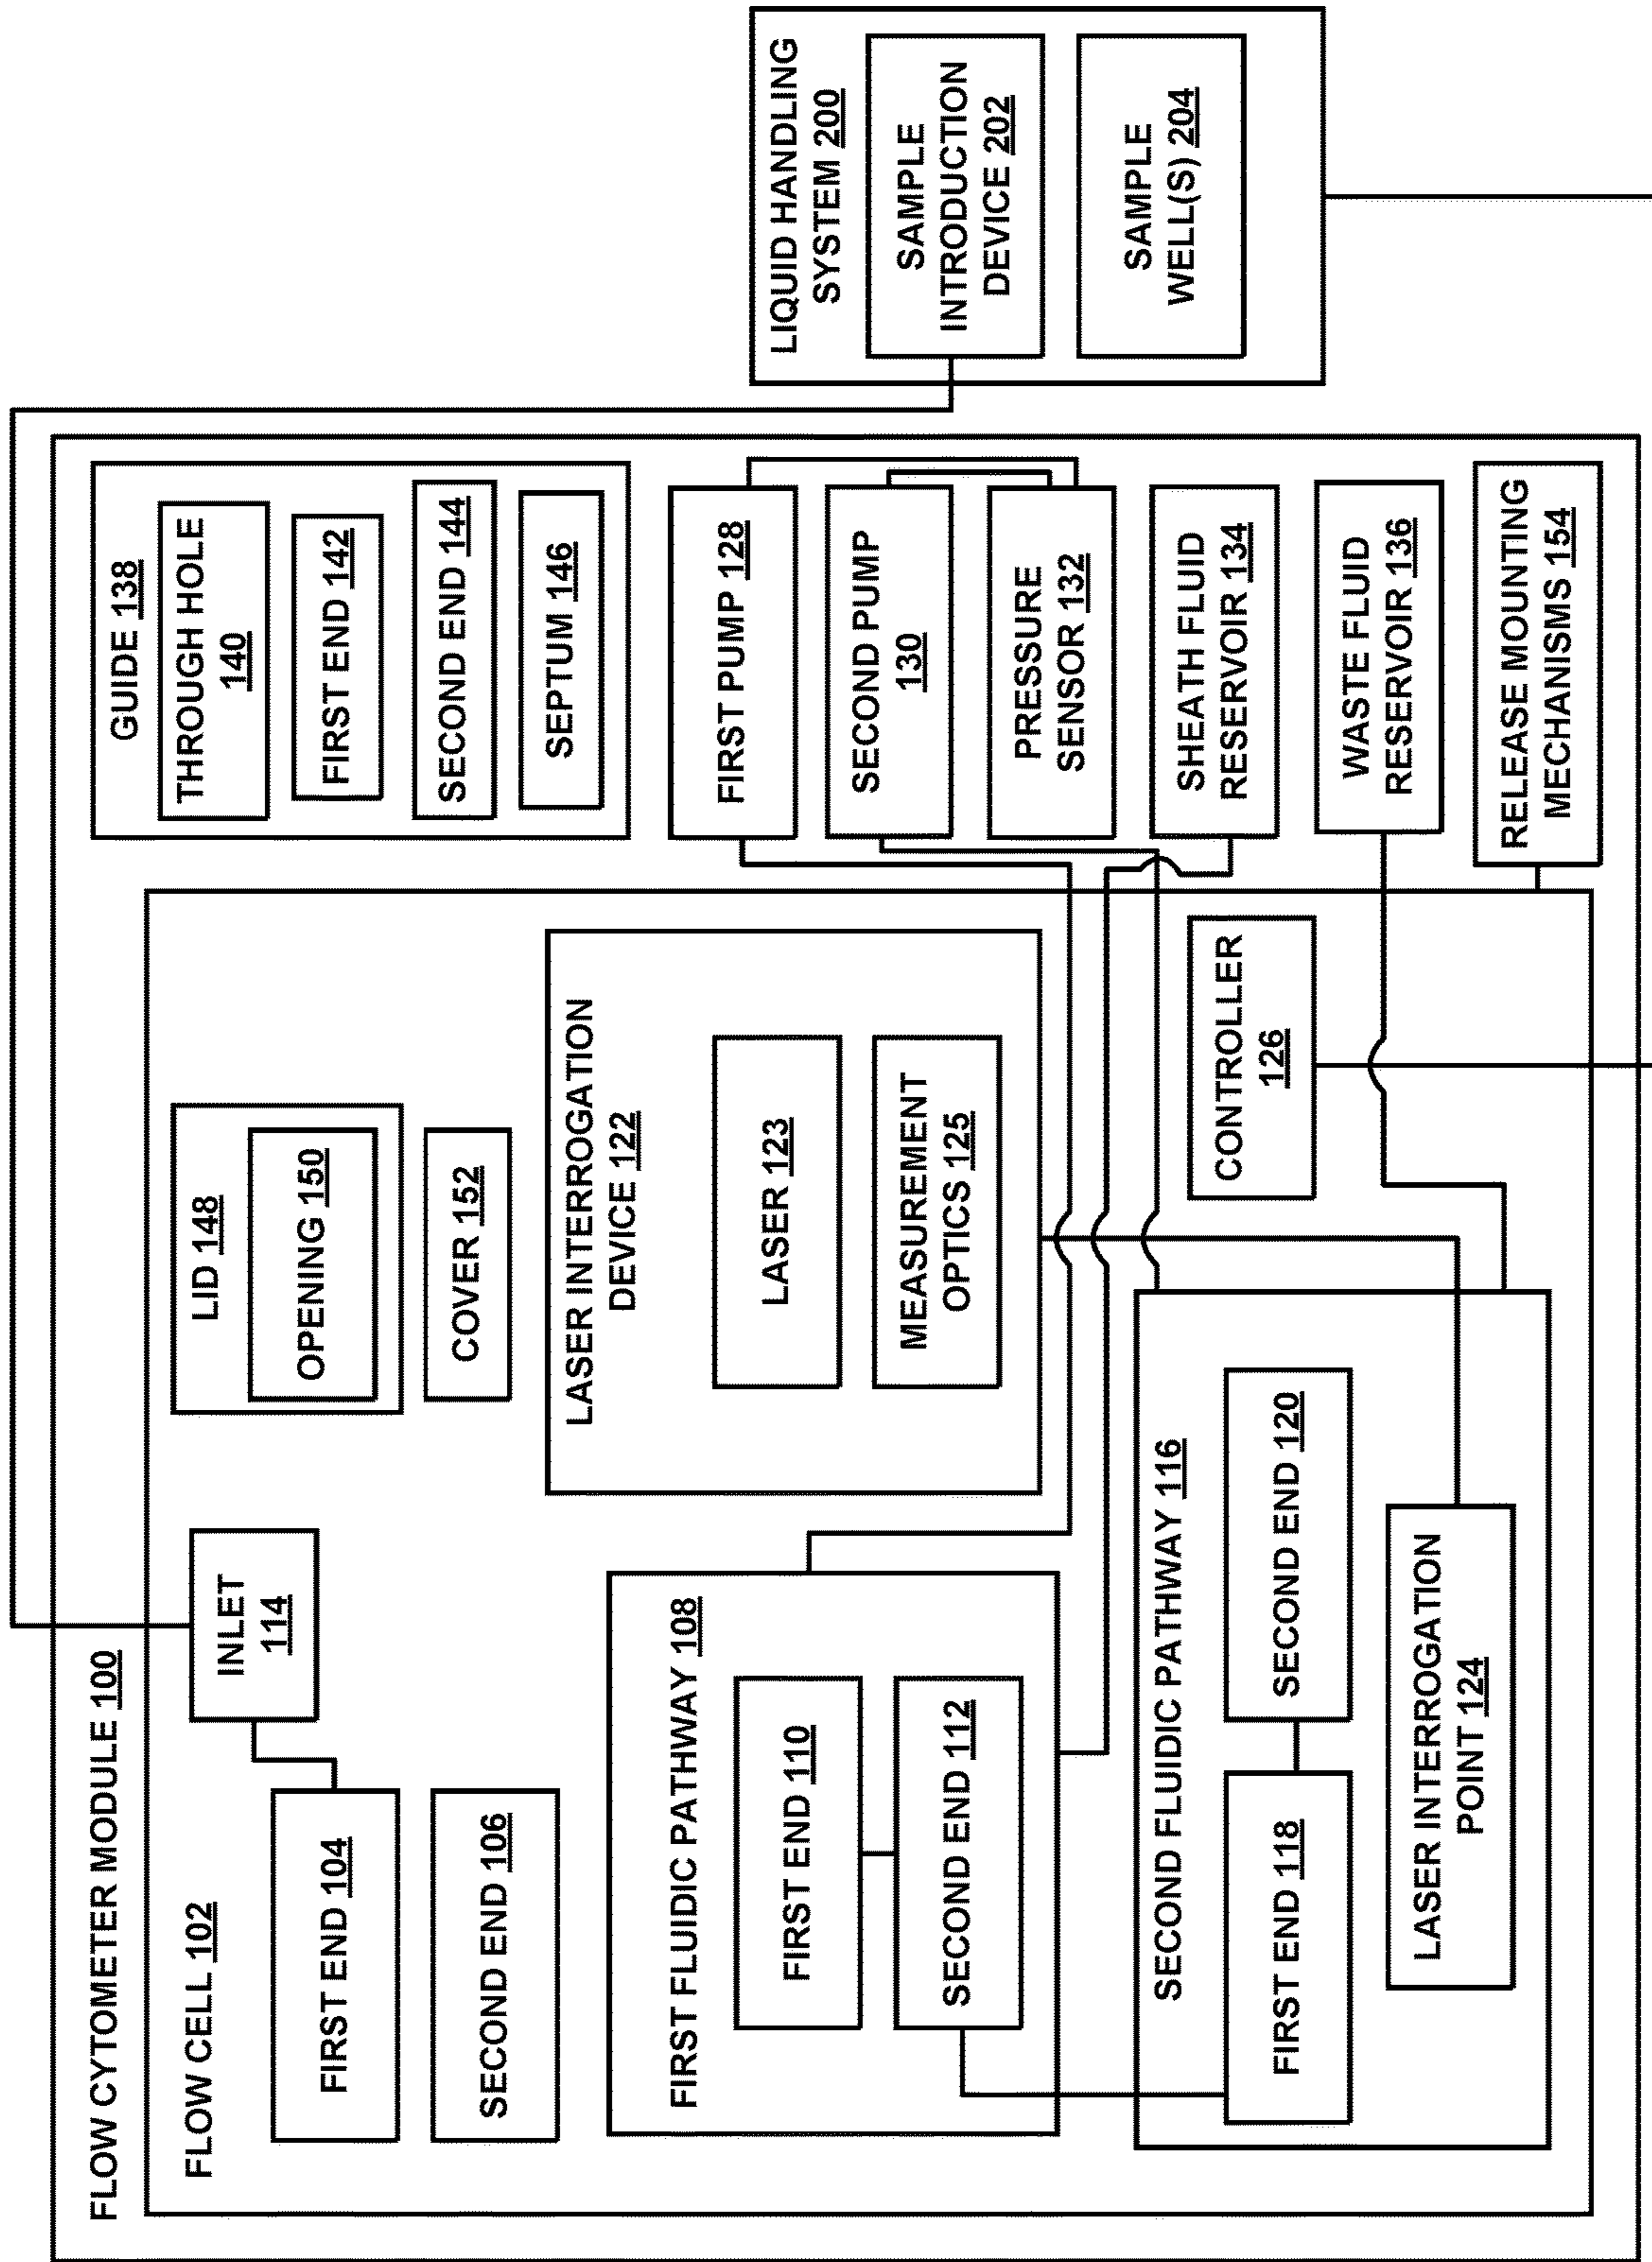 FLOW CYTOMETER MODULE 100
FLOW CELL 102
FIRST END 104
SECOND END 106
INLET
114
LID 148
OPENING 150
COVER 152
FIRST FLUIDIC PATHWAY 108
FIRST END 110
SECOND END 112
LASER INTERROGATION
DEVICE 122
LASER 123
MEASUREMENT
OPTICS 125
SECOND FLUIDIC PATHWAY 116
FIRST END 118
SECOND END 120
LASER INTERROGATION
POINT 124
CONTROLLER
126
GUIDE 138
THROUGH HOLE
140
FIRST END 142
SECOND END 144
SEPTUM 146
FIRST PUMP 128
SECOND PUMP
130
PRESSURE
SENSOR 132
SHEATH FLUID
RESERVOIR 134
WASTE FLUID
RESERVOIR 136
RELEASE MOUNTING
MECHANISMS 154
LIQUID HANDLING
SYSTEM 200
SAMPLE
INTRODUCTION
DEVICE 202
SAMPLE
WELL(S) 204